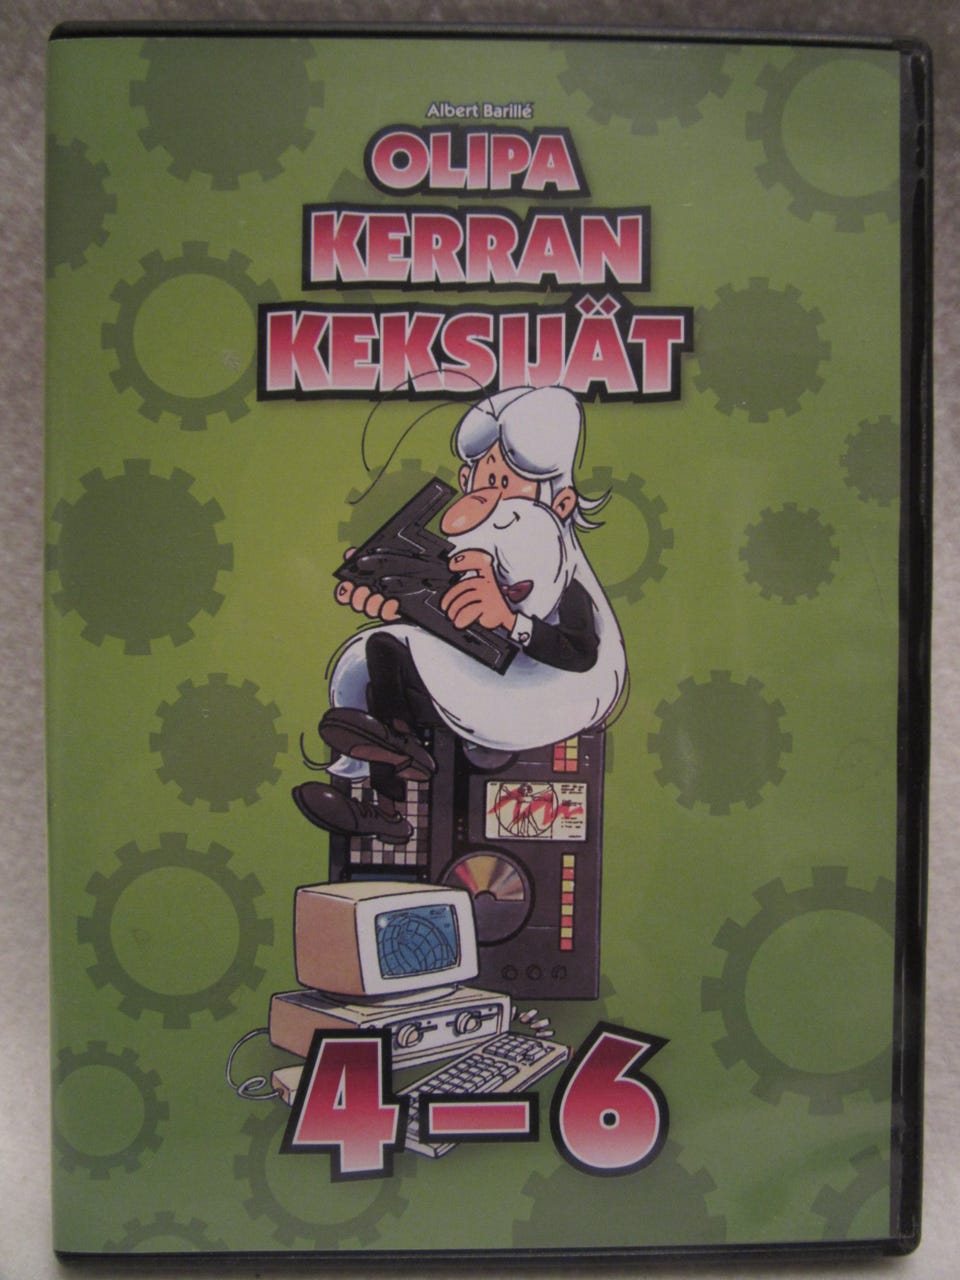 Albert Barillé
OLIPA
KERRAN
KEKSIJÄT
4–6